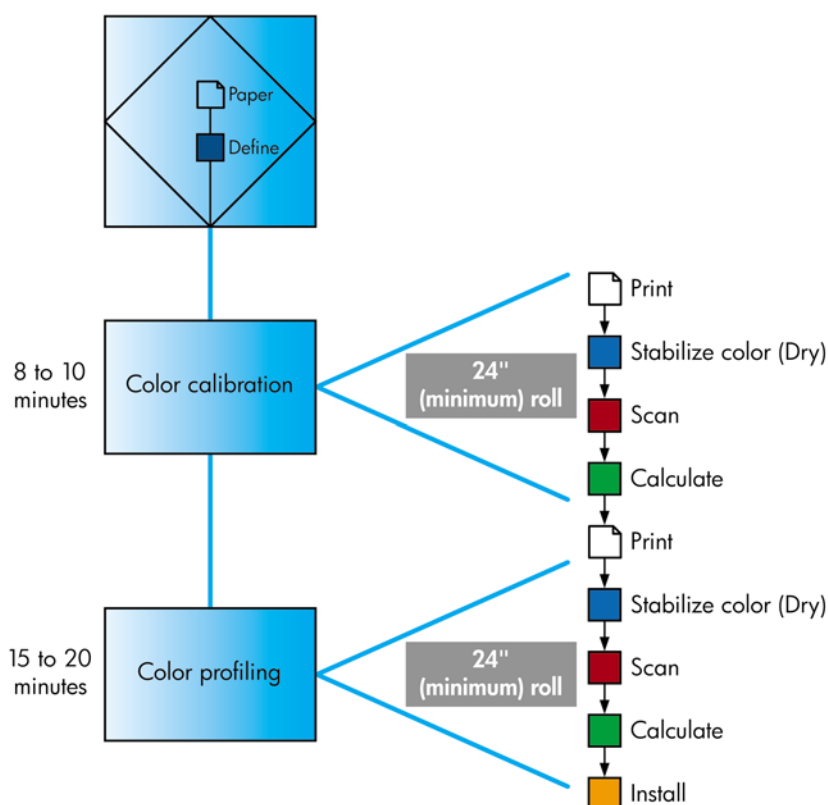 Paper
Define
8 to 10
minutes
Color calibration
24"
(minimum) roll
Print
Stabilize color (Dry)
Scan
Calculate
Print
Stabilize color (Dry)
15 to 20
minutes
Color profiling
24"
(minimum) roll
Scan
Calculate
Install